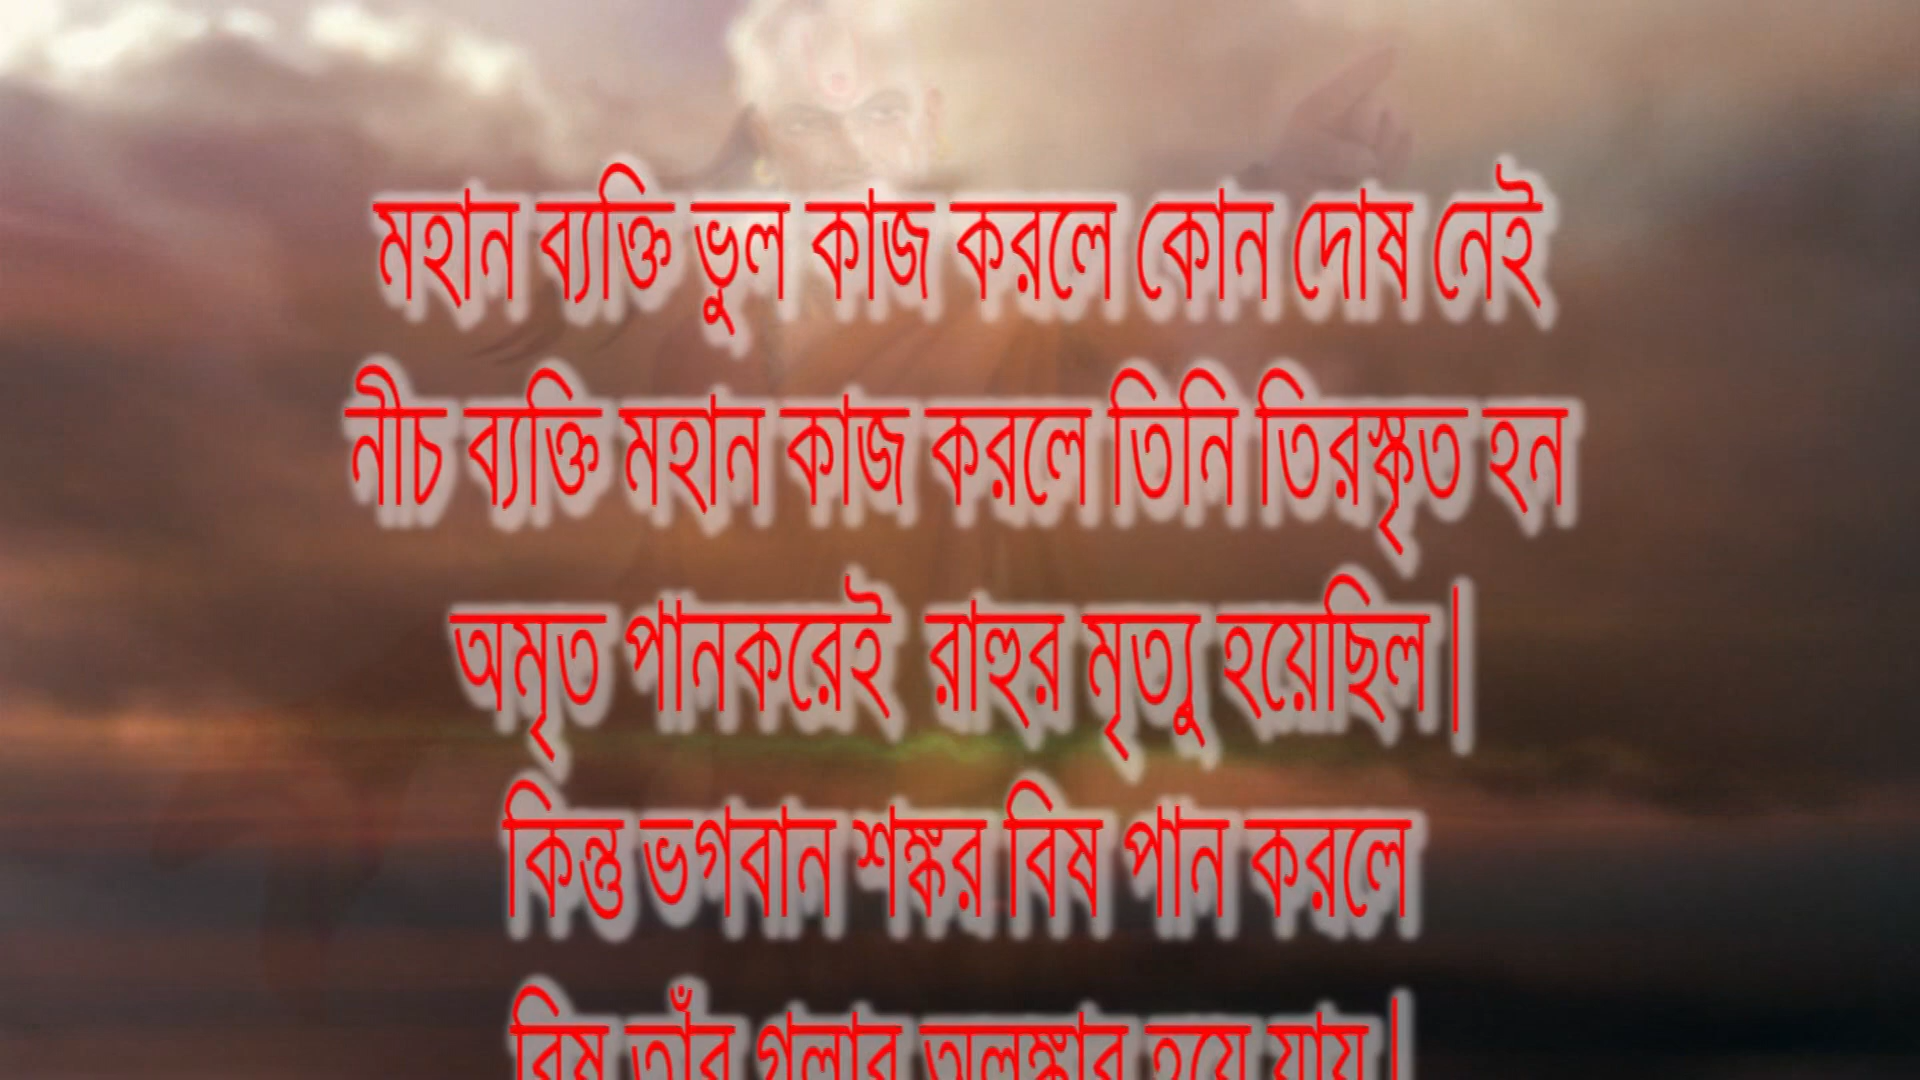 মহান ব্যক্তি ভুল কাজ করলে কোন দোষ নেই
নীচ ব্যক্তি মহান কাজ করলে তিনি তিরস্কৃত হন
অমৃত পানকরেই রাহুর মৃত্যু হয়েছিল।
কিন্তু ভগবান শঙ্কর বিষ পান করলে
বিষ তাঁর গলার অলঙ্কার হয়ে যায়।